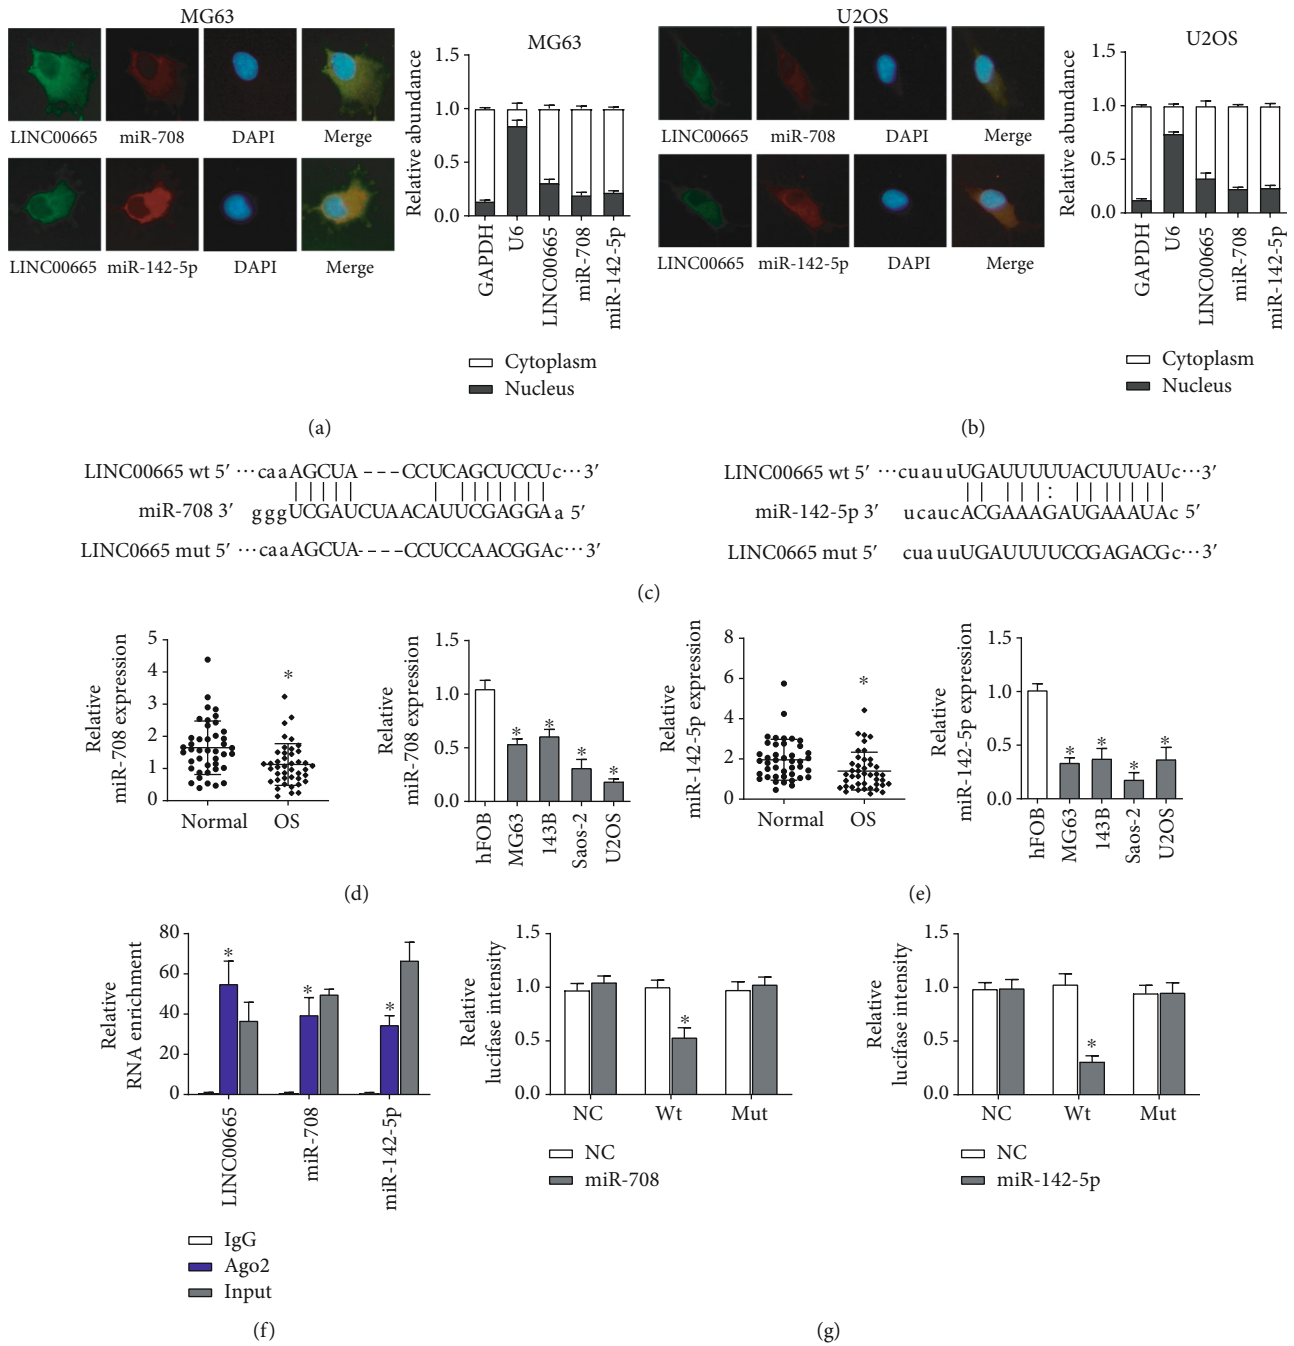 MG63
LINC00665 miR-708 DAPI Merge
LINC00665 miR-142-5p DAPI Merge
MG63
Relative abundance
1.5
1.0
0.5
0.0
GAPDH
U6
LINC00665
miR-708
miR-142-5p
Cytoplasm
Nucleus
(a)
U2OS
LINC00665 miR-708 DAPI Merge
LINC00665 miR-142-5p DAPI Merge
U2OS
Relative abundance
1.5
1.0
0.5
0.0
GAPDH
U6
LINC00665
miR-708
miR-142-5p
Cytoplasm
Nucleus
(b)
LINC00665 wt 5′ ···caaAGCUA ---CCUCAGCUCCUc···3′
miR-708 3′ gggUCGAUCUAACAUUCGAGGAa 5′
LINC0665 mut 5′ ···caaAGCUA----CCUCCAACGGAc···3′
LINC00665 wt 5′ ···cuauuUGAUUUUUACUUUAUc···3′
:
miR-142-5p 3′ ucaucACGAAAGAUGAAAUAc 5′
LINC0665 mut 5′ cuauuUGAUUUUCCGAGACGc···3′
(c)
Relative
miR-708 expression
5
4
3
2
1
0
*
Normal OS
Relative
miR-708 expression
1.5
1.0
0.5
0.0
* * * *
hFOB
MG63
143B
Saos-2
U2OS
(d)
Relative
miR-142-5p expression
8
6
4
2
0
*
Normal OS
Relative
miR-142-5p expression
1.5
1.0
0.5
0.0
* * * *
hFOB
MG63
143B
Saos-2
U2OS
(e)
Relative
RNA enrichment
80
60
40
20
0
* * *
LINC00665
miR-708
miR-142-5p
IgG
Ago2
Input
(f)
Relative
lucifase intensity
1.5
1.0
0.5
0.0
*
NC Wt Mut
NC
miR-708
Relative
lucifase intensity
1.5
1.0
0.5
0.0
*
NC Wt Mut
NC
miR-142-5p
(g)